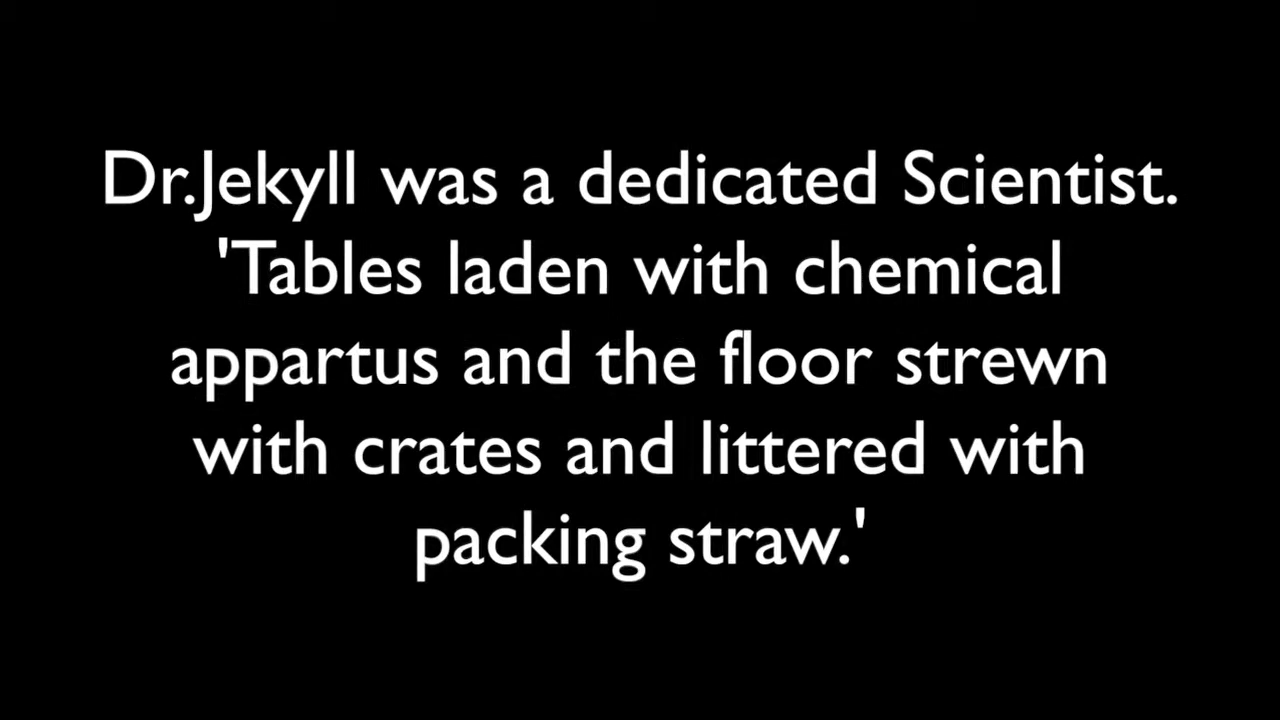 Dr.Jekyll was a dedicated Scientist.
'Tables laden with chemical
appartus and the floor strewn
with crates and littered with
packing straw.'